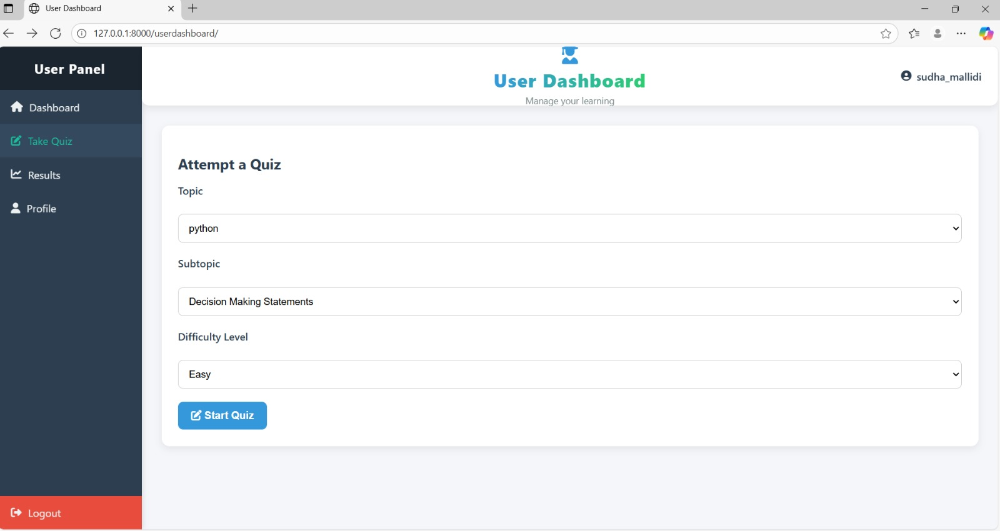 User Dashboard
127.0.0.1:8000/userdashboard/
User Panel
Dashboard
Take Quiz
Results
Profile
Logout
User Dashboard
Manage your learning
sudha_mallidi
Attempt a Quiz
Topic
python
Subtopic
Decision Making Statements
Difficulty Level
Easy
Start Quiz